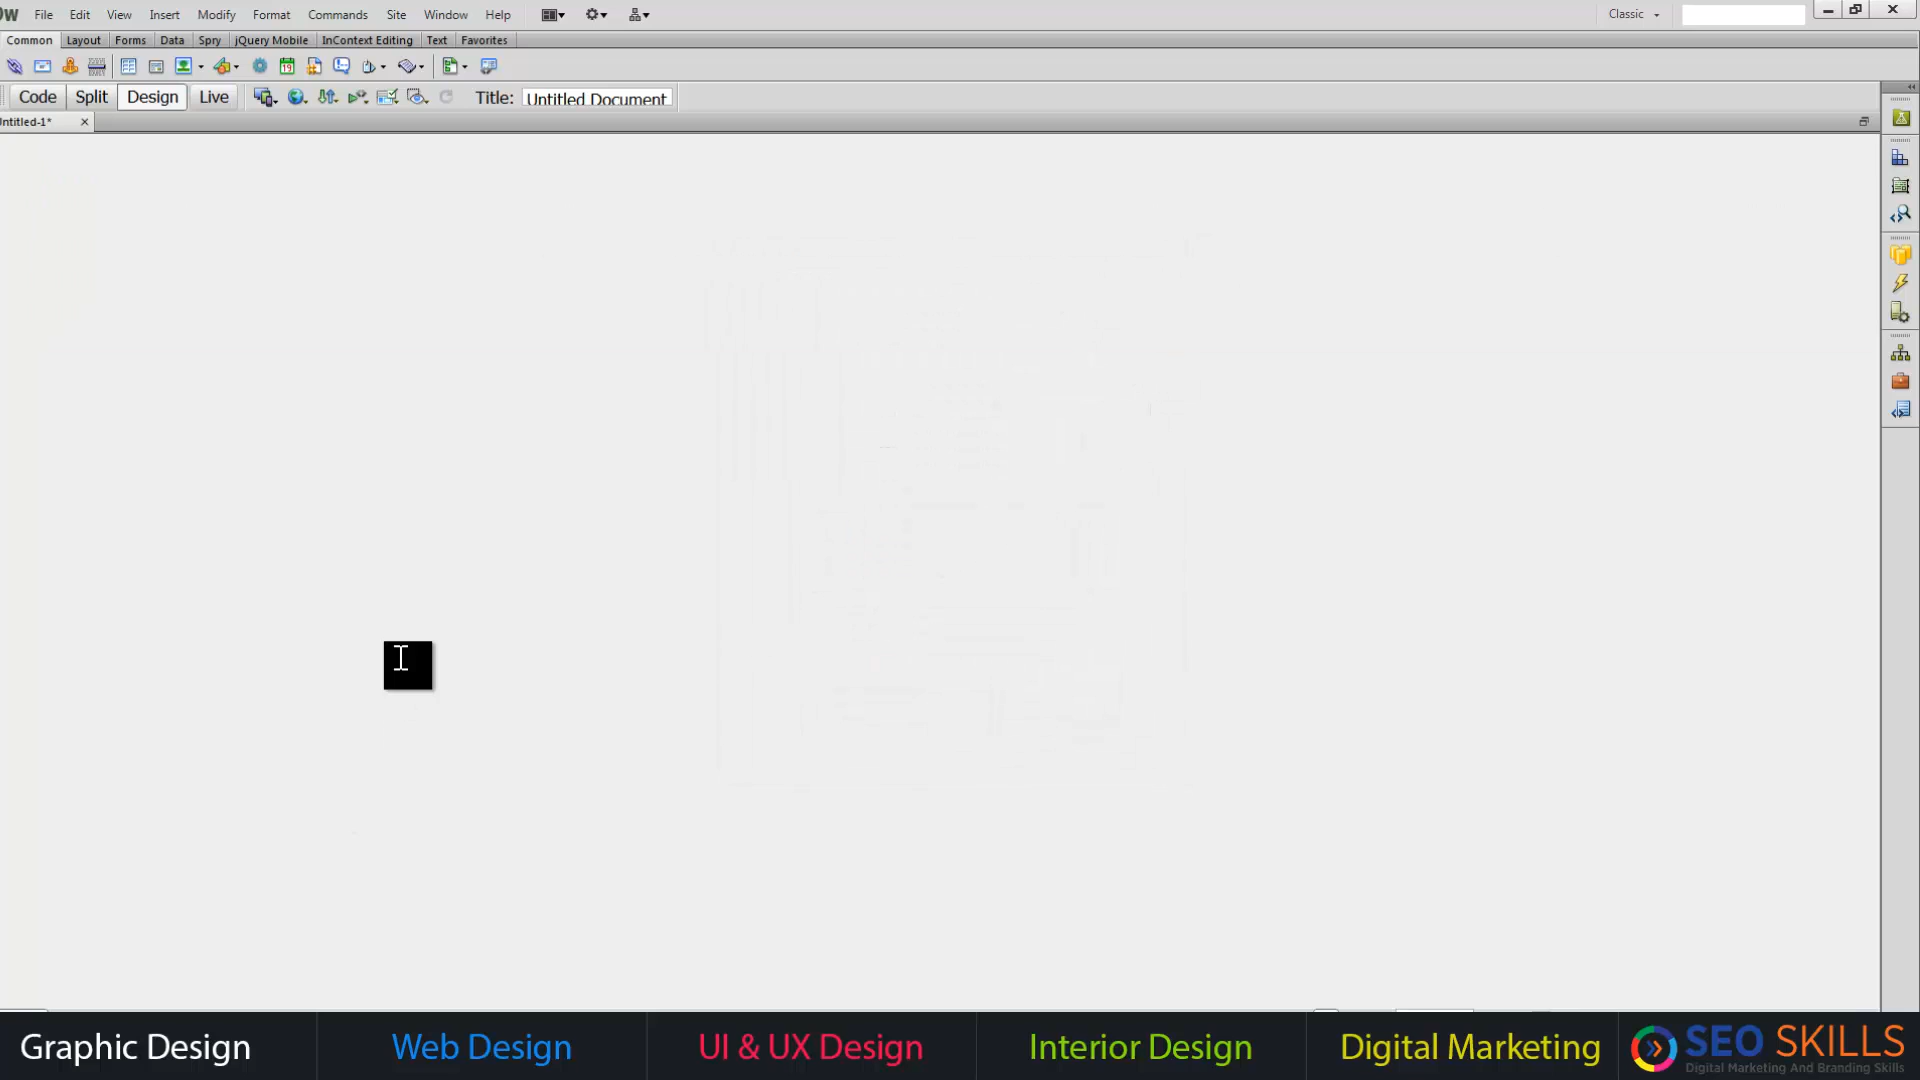 File Edit View Insert Modify Format Commands Site Window Help Classic
Common Layout Forms Data Spry jQuery Mobile InContext Editing Text Favorites
19
Code Split Design Live Title: Untitled Document
Untitled-1*
Graphic Design Web Design UI & UX Design Interior Design Digital Marketing SEO SKILLS
Digital Marketing And Branding Skills